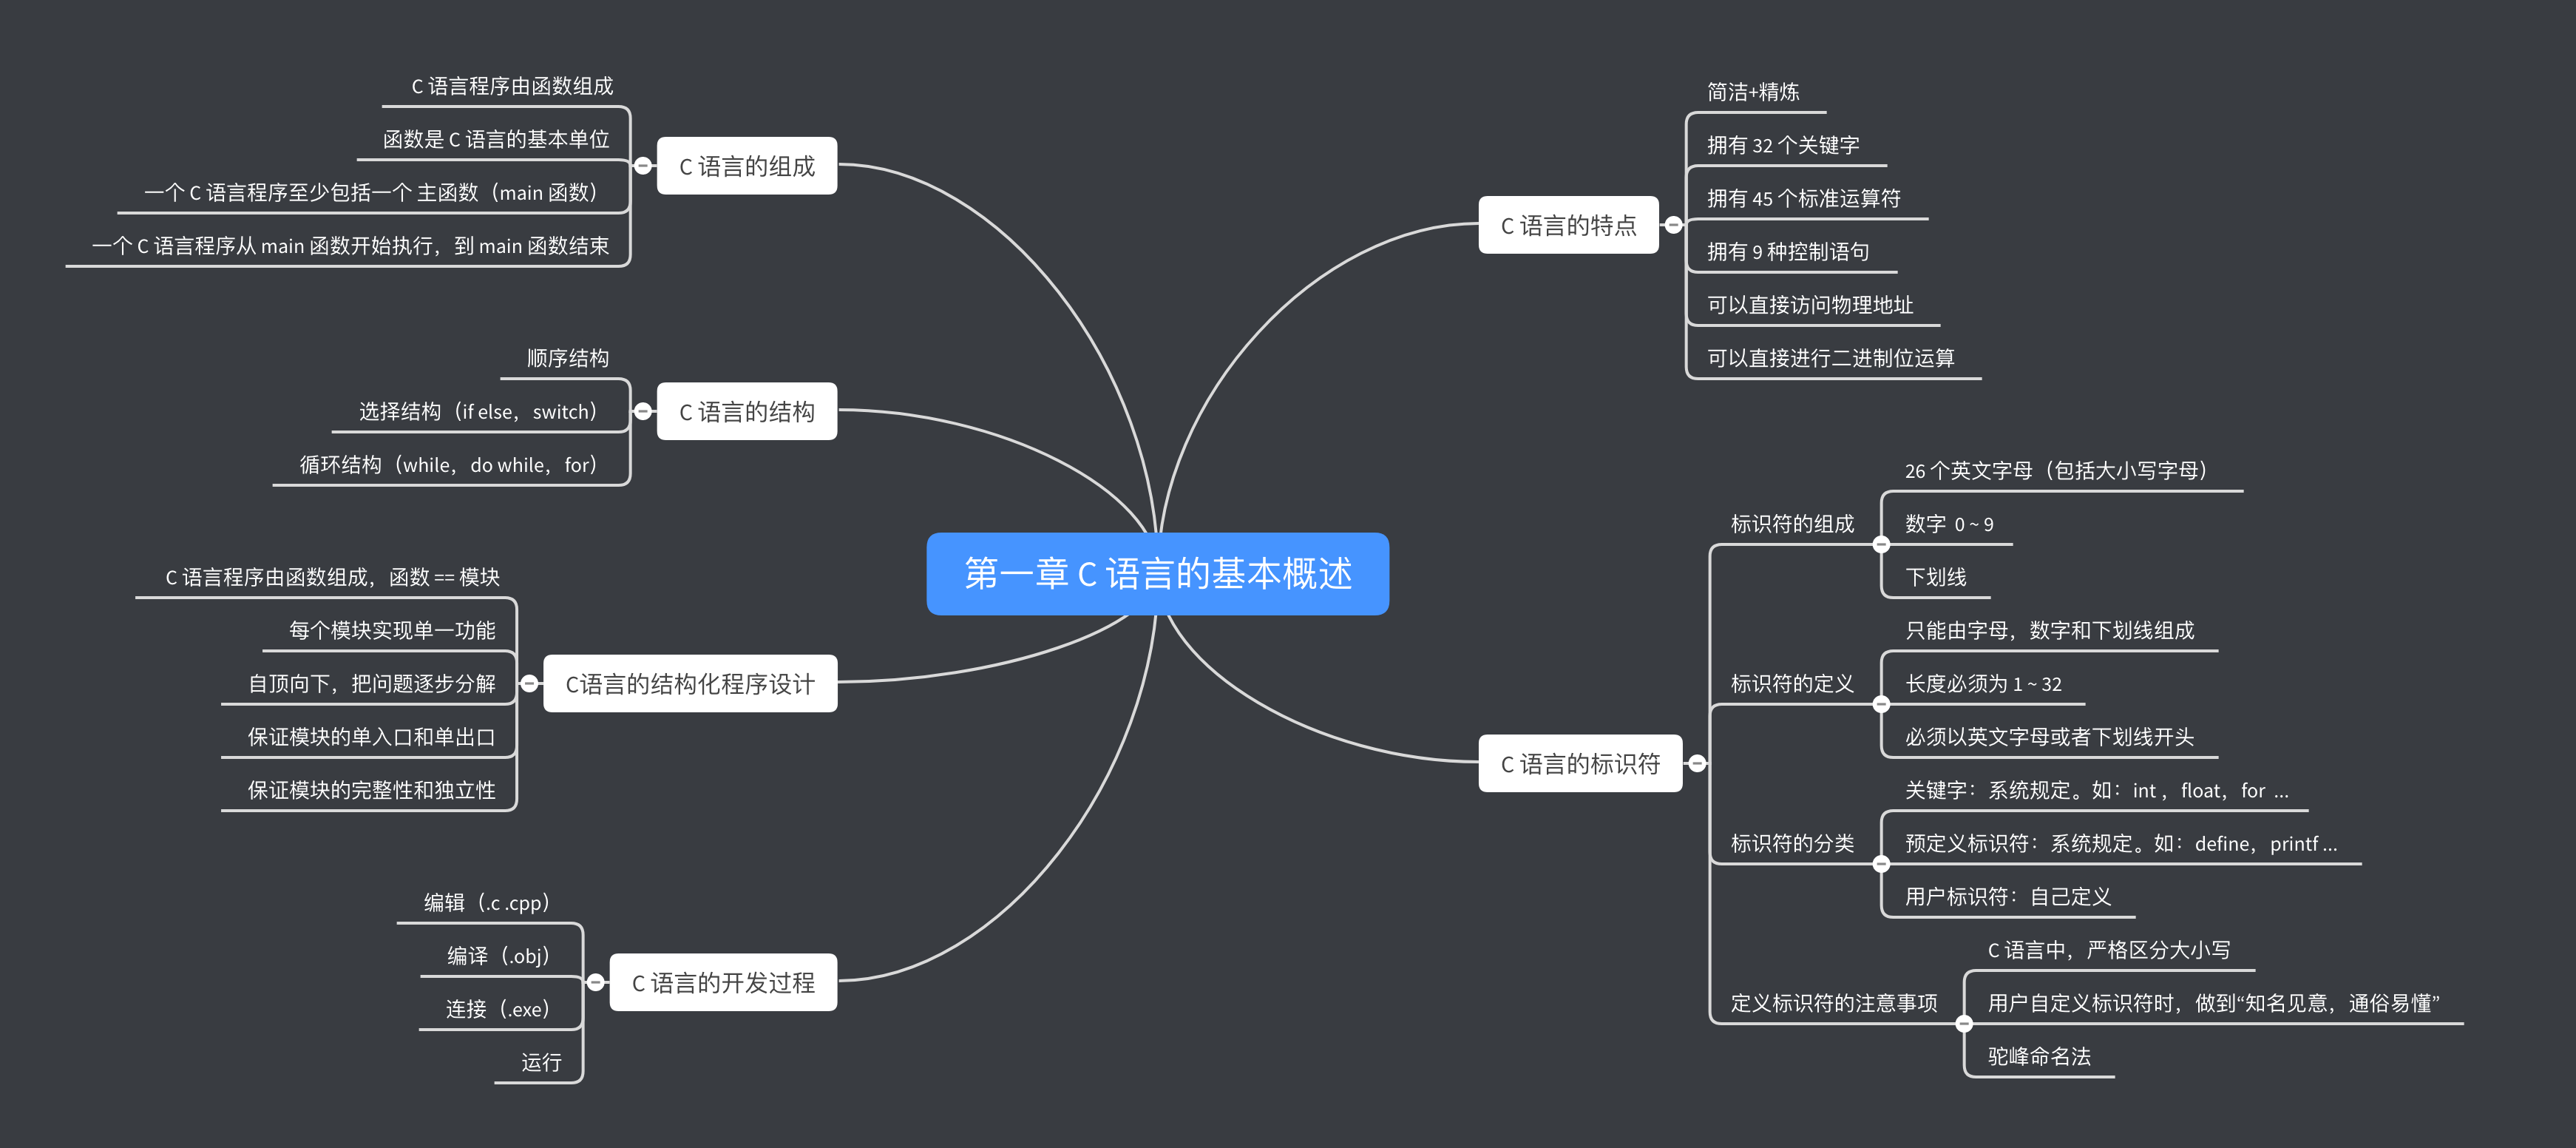 第一章 C 语言的基本概述
C 语言的组成
C 语言程序由函数组成
函数是 C 语言的基本单位
一个 C 语言程序至少包括一个 主函数（main 函数）
一个 C 语言程序从 main 函数开始执行，到 main 函数结束
C 语言的结构
顺序结构
选择结构（if else，switch）
循环结构（while，do while，for）
C语言的结构化程序设计
C 语言程序由函数组成，函数 == 模块
每个模块实现单一功能
自顶向下，把问题逐步分解
保证模块的单入口和单出口
保证模块的完整性和独立性
C 语言的开发过程
编辑（.c .cpp）
编译（.obj）
连接（.exe）
运行
C 语言的特点
简洁+精炼
拥有 32 个关键字
拥有 45 个标准运算符
拥有 9 种控制语句
可以直接访问物理地址
可以直接进行二进制位运算
C 语言的标识符
标识符的组成
26 个英文字母（包括大小写字母）
数字 0 ~ 9
下划线
标识符的定义
只能由字母，数字和下划线组成
长度必须为 1 ~ 32
必须以英文字母或者下划线开头
标识符的分类
关键字：系统规定。如：int ，float，for ...
预定义标识符：系统规定。如：define，printf ...
用户标识符：自己定义
定义标识符的注意事项
C 语言中，严格区分大小写
用户自定义标识符时，做到“知名见意，通俗易懂”
驼峰命名法